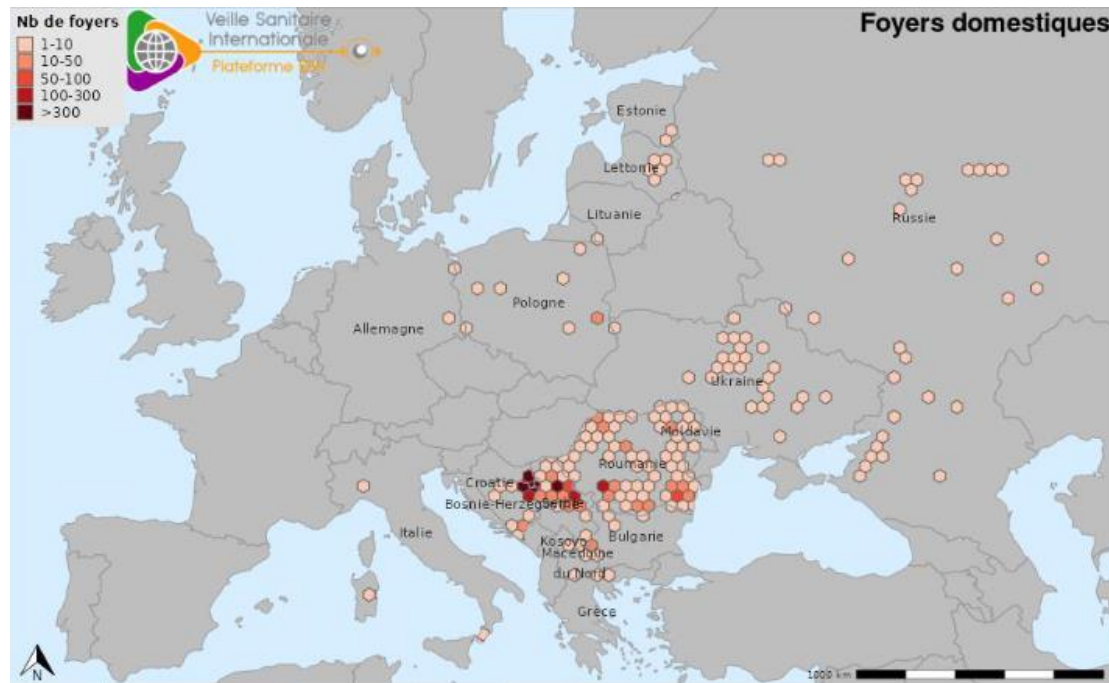 Nb de foyers
1-10
10-50
50-100
100-300
>300
Veille Sanitaire
Internationale
Plateforme ESA
Foyers domestiques
Estonie
Lettonie
Lituanie
Russie
Pologne
Allemagne
Ukraine
Moldavie
Roumanie
Croatie
Bosnie-Herzégovine
Serbie
Italie
Bulgarie
Kosovo
Macédoine
du Nord
Grèce
1000 km
N